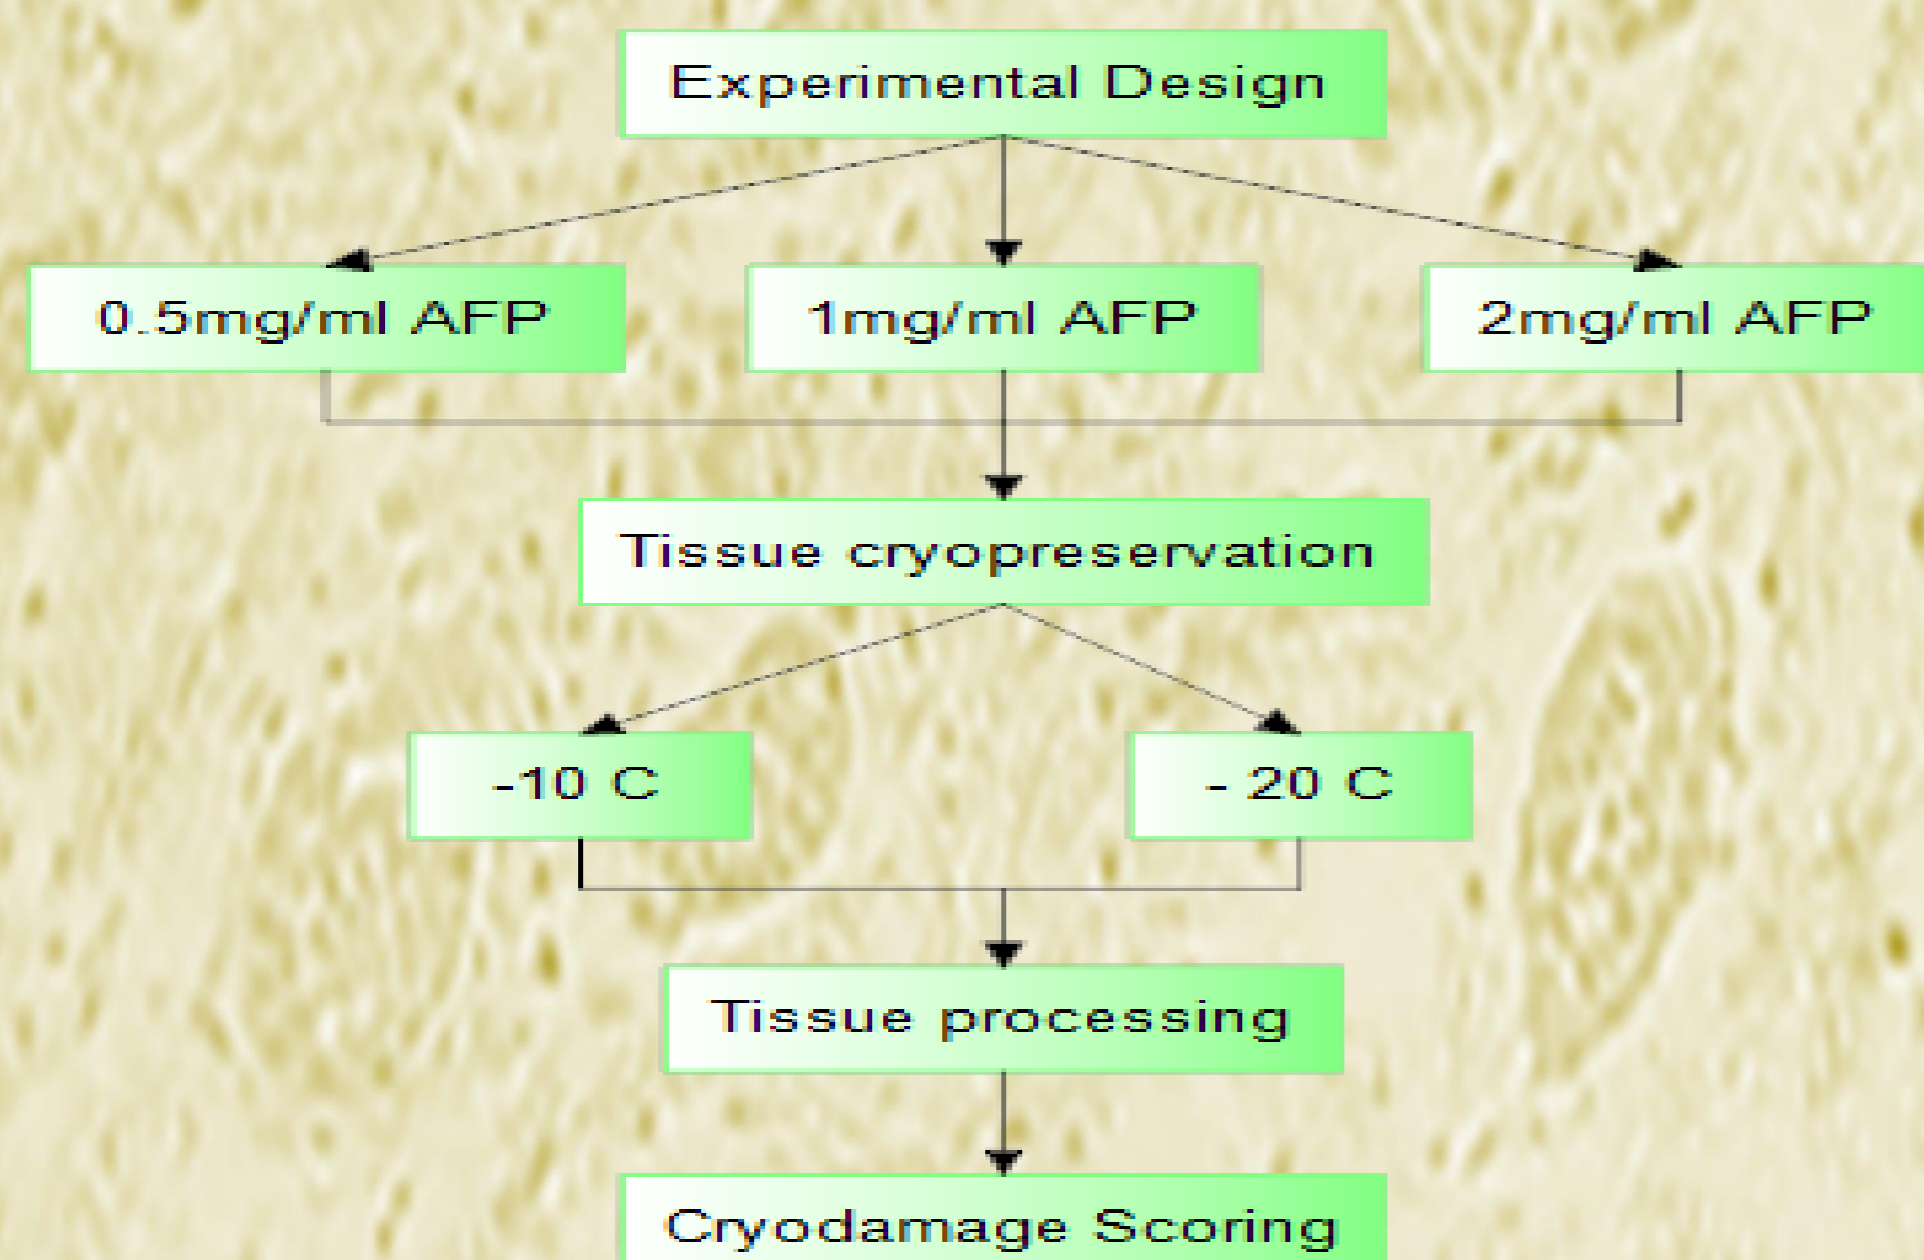 Experimental Design
0.5mg/ml AFP
1mg/ml AFP
2mg/ml AFP
Tissue cryopreservation
-10 C
- 20 C
Tissue processing
Cryodamage Scoring